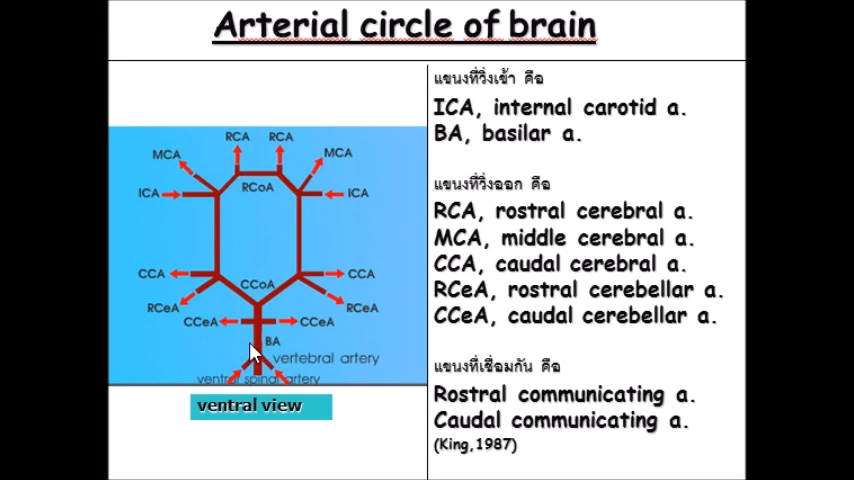 Arterial circle of brain
RCA RCA
MCA MCA
RCoA
ICA ICA
CCA CCA
CCoA
RCeA RCeA
CCeA CCeA
BA
vertebral artery
ventral spinal artery
ventral view
แขนงที่วิ่งเข้า คือ
ICA, internal carotid a.
BA, basilar a.
แขนงที่วิ่งออก คือ
RCA, rostral cerebral a.
MCA, middle cerebral a.
CCA, caudal cerebral a.
RCeA, rostral cerebellar a.
CCeA, caudal cerebellar a.
แขนงที่เชื่อมกัน คือ
Rostral communicating a.
Caudal communicating a.
(King,1987)